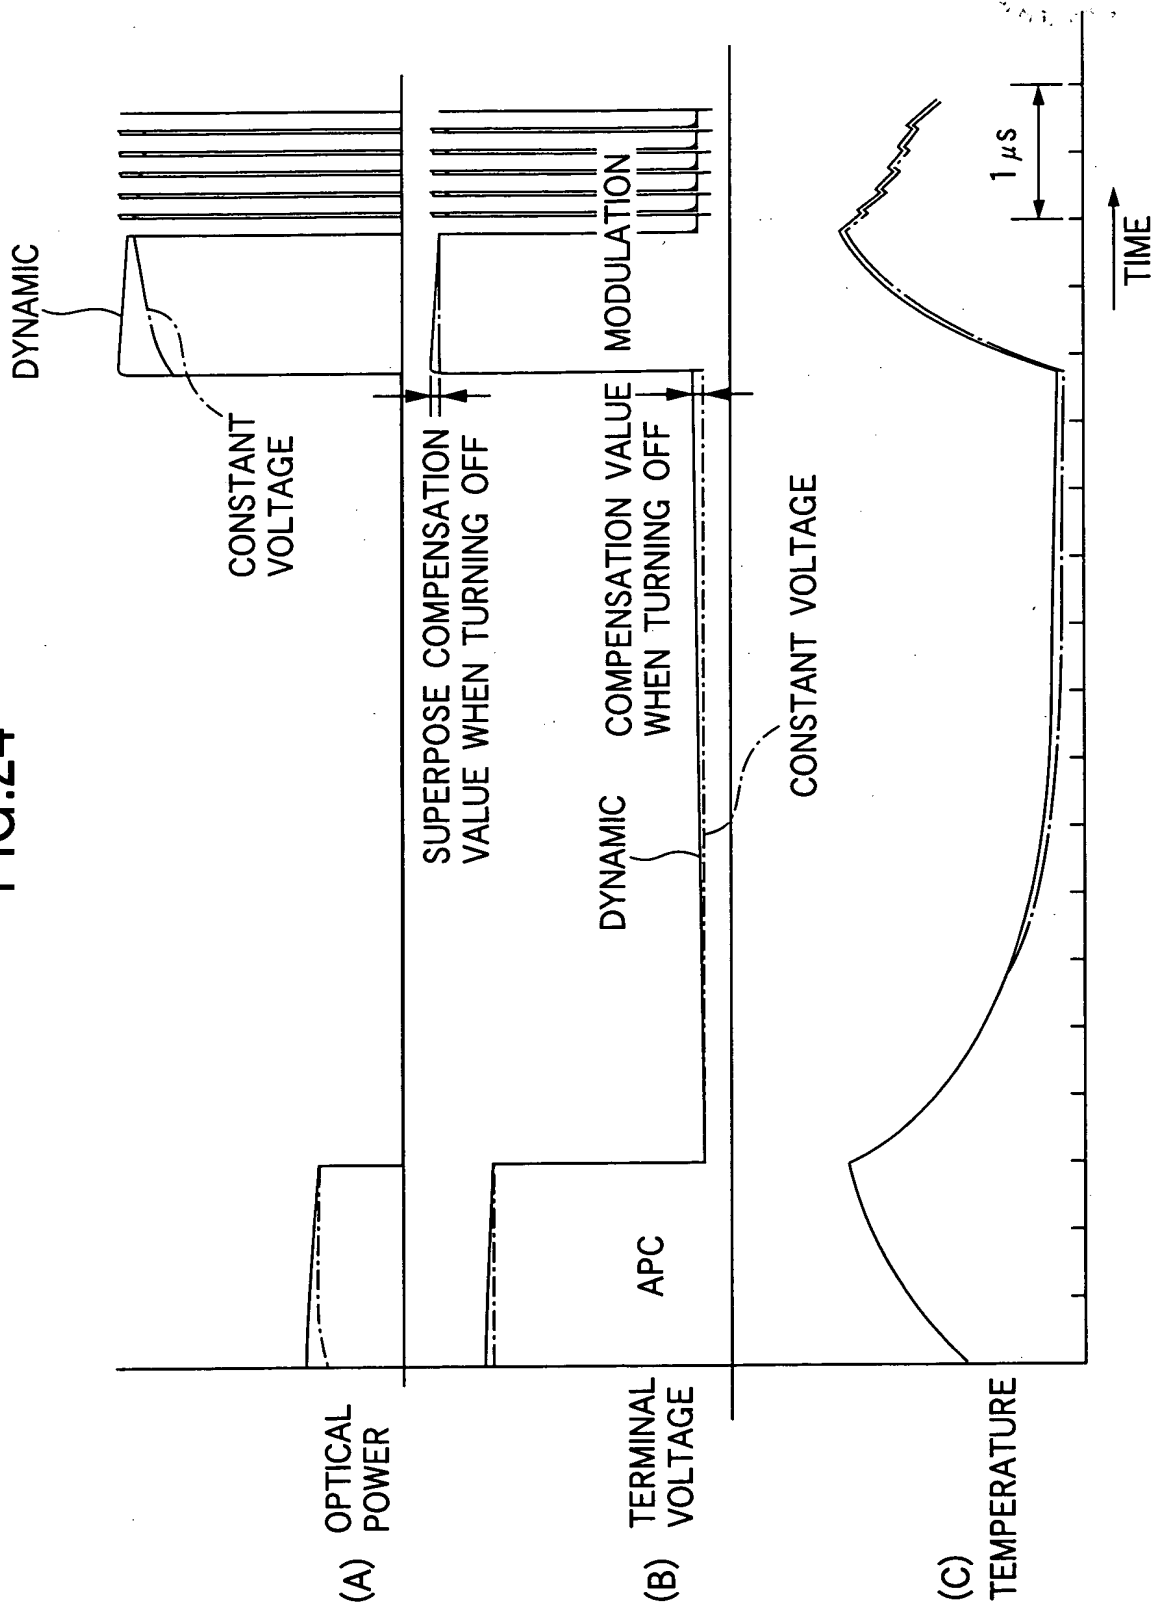 FIG.24
DYNAMIC
CONSTANT
VOLTAGE
(A) OPTICAL
POWER
SUPERPOSE COMPENSATION
VALUE WHEN TURNING OFF
(B) TERMINAL
VOLTAGE
APC
DYNAMIC
COMPENSATION VALUE
WHEN TURNING OFF
MODULATION
CONSTANT VOLTAGE
(C)
TEMPERATURE
1 μs
TIME